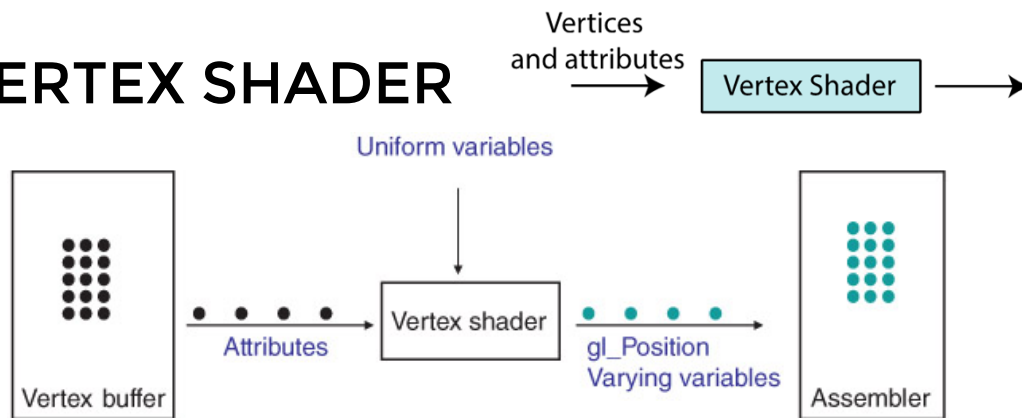 ERTEX SHADER
Vertices
and attributes
Vertex Shader
Uniform variables
Vertex buffer
Attributes
Vertex shader
gl_Position
Varying variables
Assembler